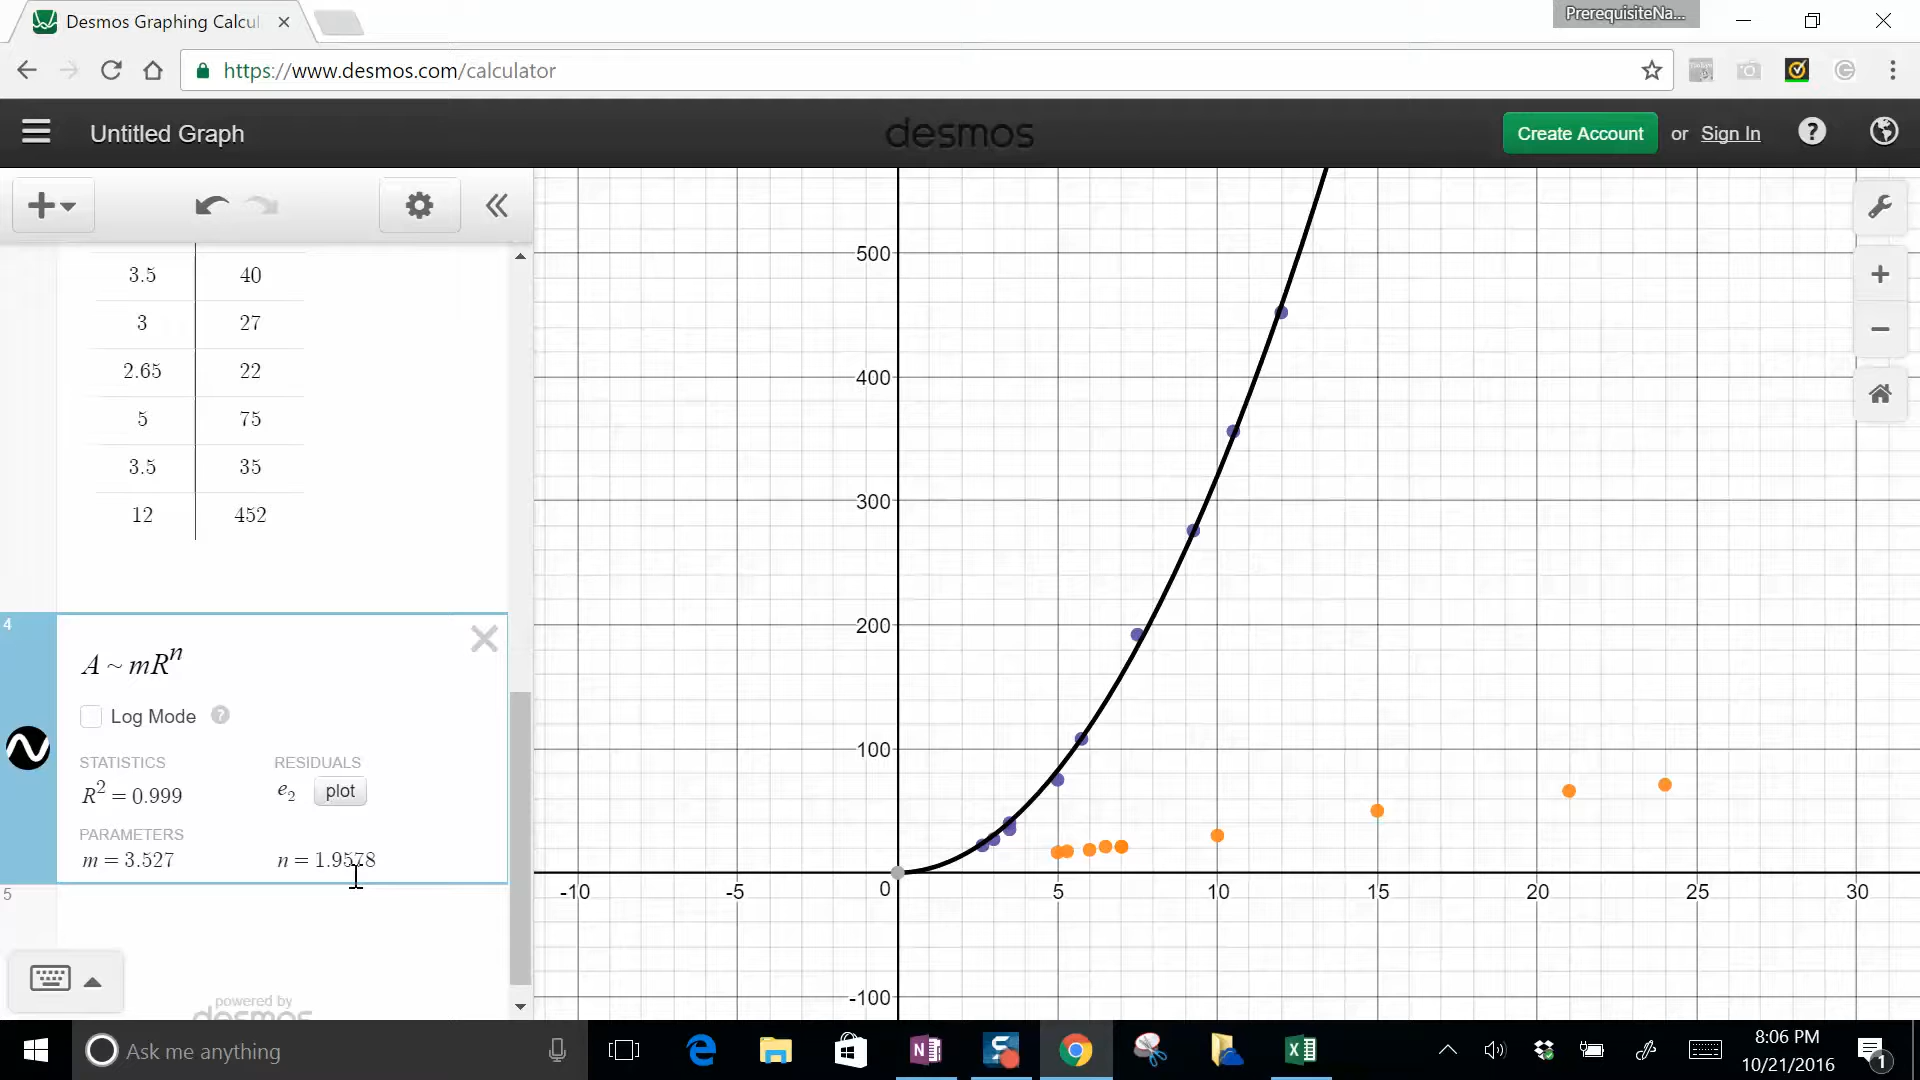 Desmos Graphing Calcul
PrerequisiteNa...
https://www.desmos.com/calculator
Untitled Graph
desmos
Create Account or Sign In
3.5 40
3 27
2.65 22
5 75
3.5 35
12 452
4
A ~ mRⁿ
Log Mode ?
STATISTICS RESIDUALS
R² = 0.999 e₂ plot
PARAMETERS
m = 3.527 n = 1.9578
5
powered by
desmos
500
400
300
200
100
0
-100
-10 -5 5 10 15 20 25 30
Ask me anything
8:06 PM
10/21/2016
1